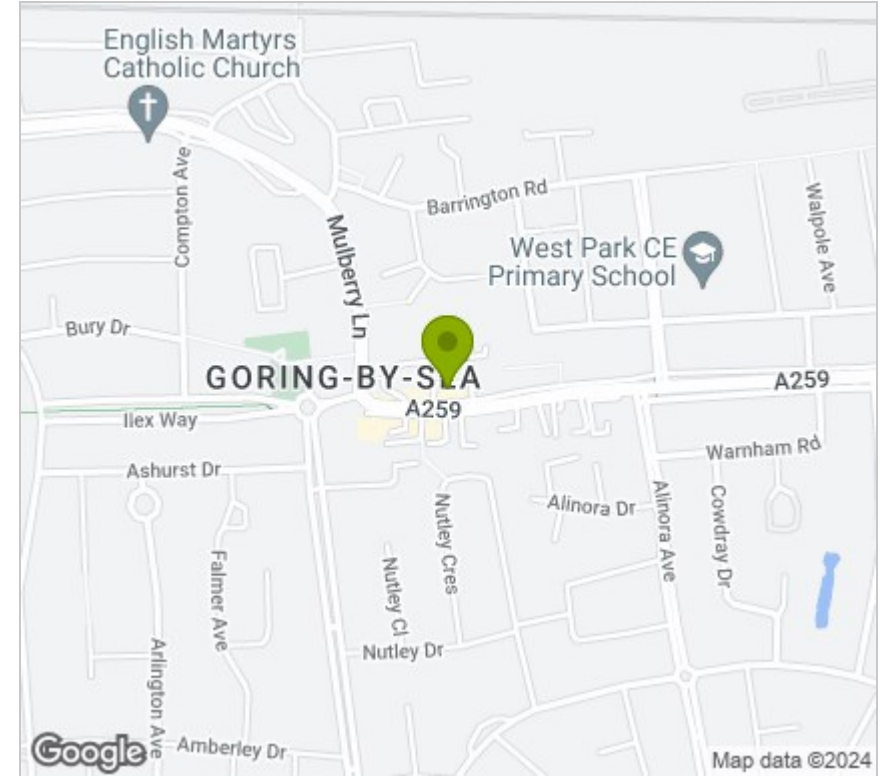 English Martyrs
Catholic Church
Compton Ave
Barrington Rd
Walpole Ave
Mulberry Ln
West Park CE
Primary School
Bury Dr
GORING-BY-SEA
A259
A259
Ilex Way
Warnham Rd
Ashurst Dr
Alinora Dr
Nutley Cres
Alinora Ave
Cowdray Dr
Falmer Ave
Nutley Cl
Nutley Dr
Arlington Ave
Amberley Dr
Google
Map data ©2024